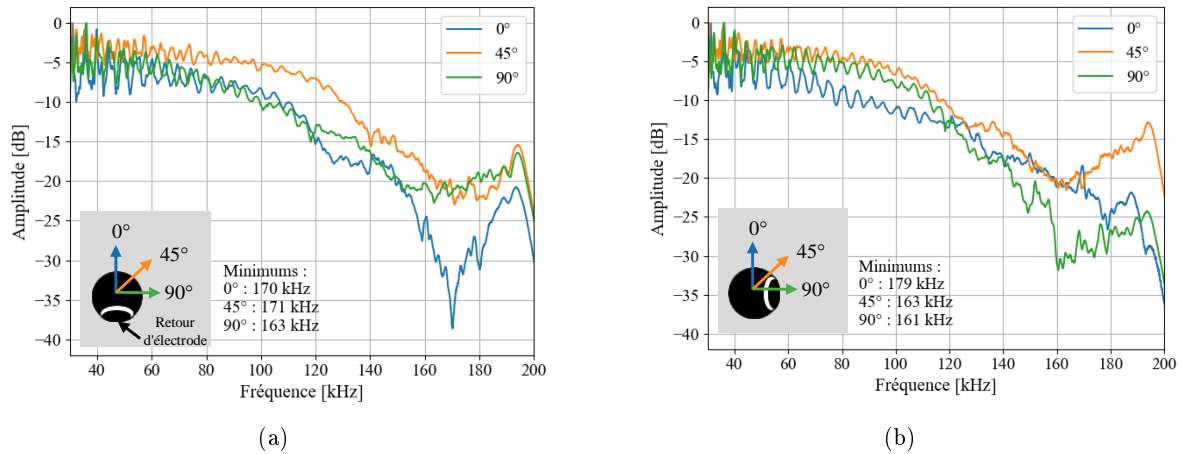 0
−5
−10
−15
−20
−25
−30
−35
−40
Amplitude [dB]
0°
45°
90°
0°
45°
90°
Retour
d'électrode
Minimums :
0° : 170 kHz
45° : 171 kHz
90° : 163 kHz
40 60 80 100 120 140 160 180 200
Fréquence [kHz]
(a)
0
−5
−10
−15
−20
−25
−30
−35
−40
Amplitude [dB]
0°
45°
90°
0°
45°
90°
Minimums :
0° : 179 kHz
45° : 163 kHz
90° : 161 kHz
40 60 80 100 120 140 160 180 200
Fréquence [kHz]
(b)